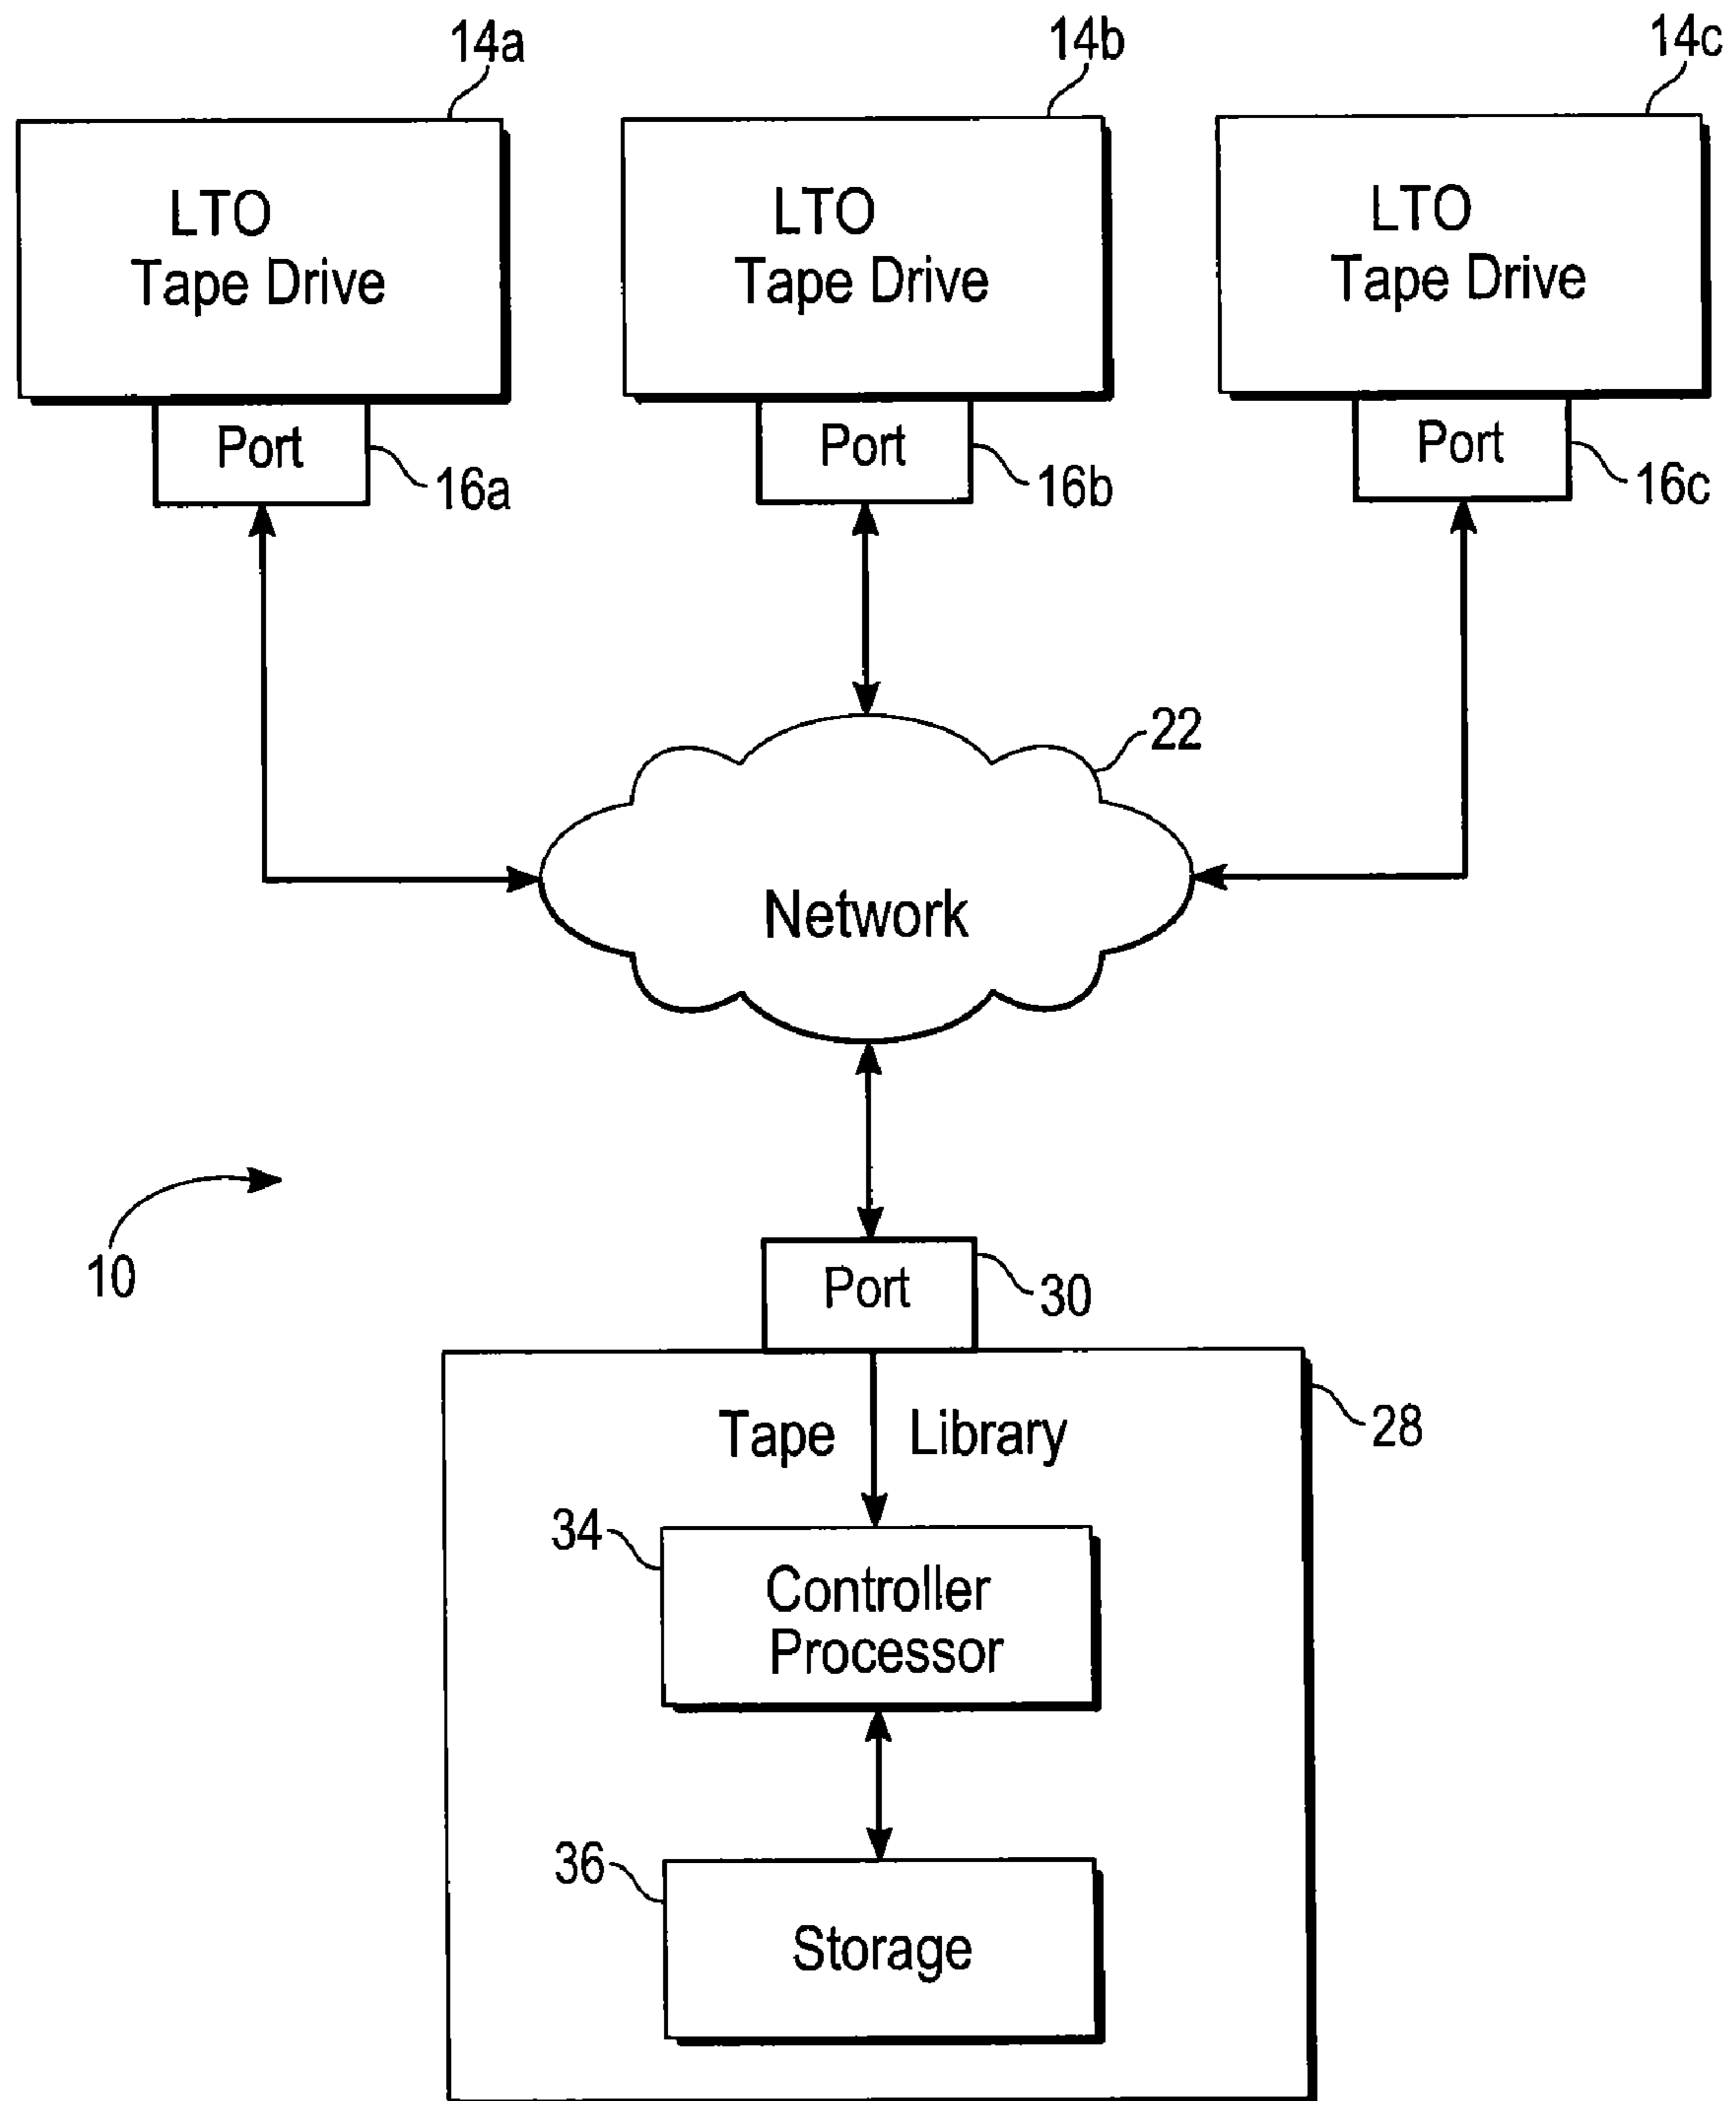 14a
14b
14c
LTO
Tape Drive
LTO
Tape Drive
LTO
Tape Drive
Port
16a
Port
16b
Port
16c
22
Network
10
Port
30
Tape Library
28
34
Controller
Processor
36
Storage